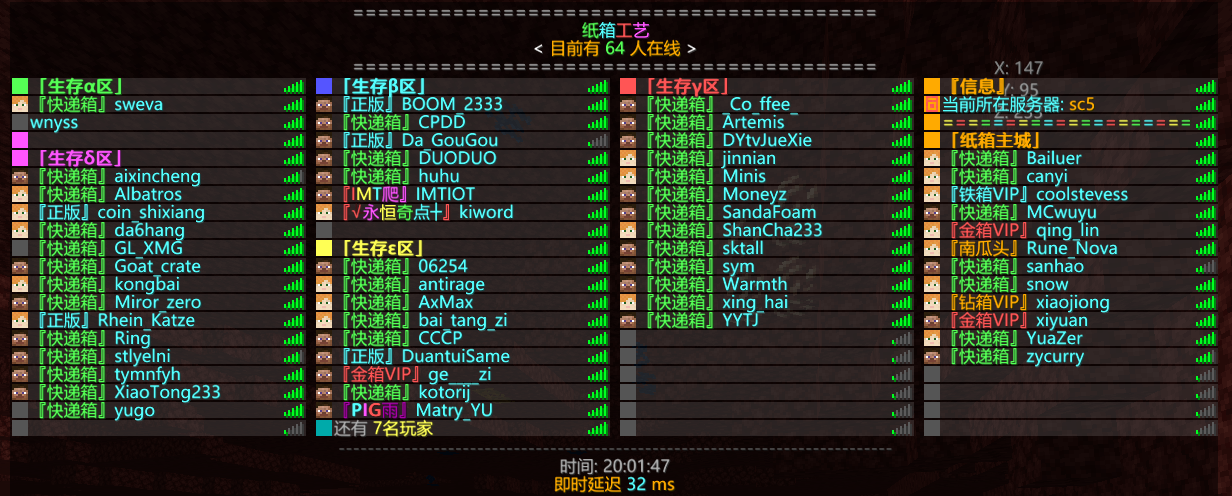 =======================================
纸箱工艺
< 目前有 64 人在线 >
=======================================
『生存α区』
『快递箱』sweva
wnyss
『生存δ区』
『快递箱』aixincheng
『快递箱』Albatros
『正版』coin_shixiang
『快递箱』da6hang
『快递箱』GL_XMG
『快递箱』Goat_crate
『快递箱』kongbai
『快递箱』Miror_zero
『正版』Rhein_Katze
『快递箱』Ring
『快递箱』stlyelni
『快递箱』tymnfyh
『快递箱』XiaoTong233
『快递箱』yugo
『生存β区』
『正版』BOOM_2333
『快递箱』CPDD
『正版』Da_GouGou
『快递箱』DUODUO
『快递箱』huhu
『IMT爬』IMTIOT
『√永恒奇点╋』kiword
『生存ε区』
『快递箱』06254
『快递箱』antirage
『快递箱』AxMax
『快递箱』bai_tang_zi
『快递箱』CCCP
『正版』DuantuiSame
『金箱VIP』ge____zi
『快递箱』kotorij
『PIG雨』Matry_YU
还有 7名玩家
『生存γ区』
『快递箱』_Co_ffee_
『快递箱』Artemis
『快递箱』DYtvJueXie
『快递箱』jinnian
『快递箱』Minis
『快递箱』Moneyz
『快递箱』SandaFoam
『快递箱』ShanCha233
『快递箱』sktall
『快递箱』sym
『快递箱』Warmth
『快递箱』xing_hai
『快递箱』YYTJ
X: 147
Y: 95
『信息』
当前所在服务器: sc5
====================
『纸箱主城』
『快递箱』Bailuer
『快递箱』canyi
『铁箱VIP』coolstevess
『快递箱』MCwuyu
『金箱VIP』qing_lin
『南瓜头』Rune_Nova
『快递箱』sanhao
『快递箱』snow
『钻箱VIP』xiaojiong
『金箱VIP』xiyuan
『快递箱』YuaZer
『快递箱』zycurry
时间: 20:01:47
即时延迟 32 ms